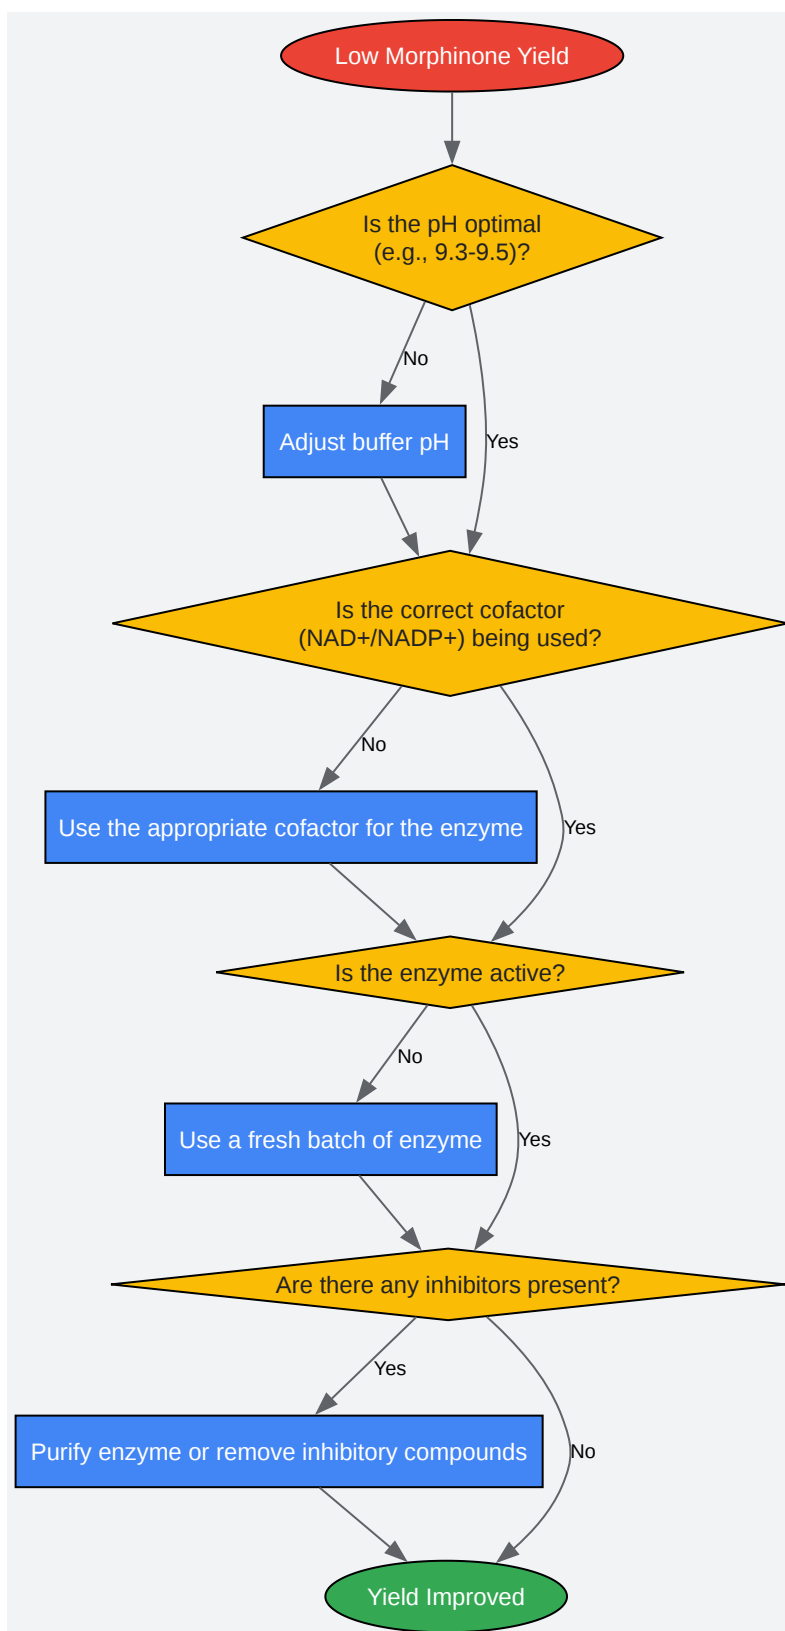 Low Morphinone Yield
Is the pH optimal
(e.g., 9.3-9.5)?
No
Adjust buffer pH
Yes
Is the correct cofactor
(NAD+/NADP+) being used?
No
Use the appropriate cofactor for the enzyme
Yes
Is the enzyme active?
No
Use a fresh batch of enzyme
Yes
Are there any inhibitors present?
Yes
Purify enzyme or remove inhibitory compounds
No
Yield Improved